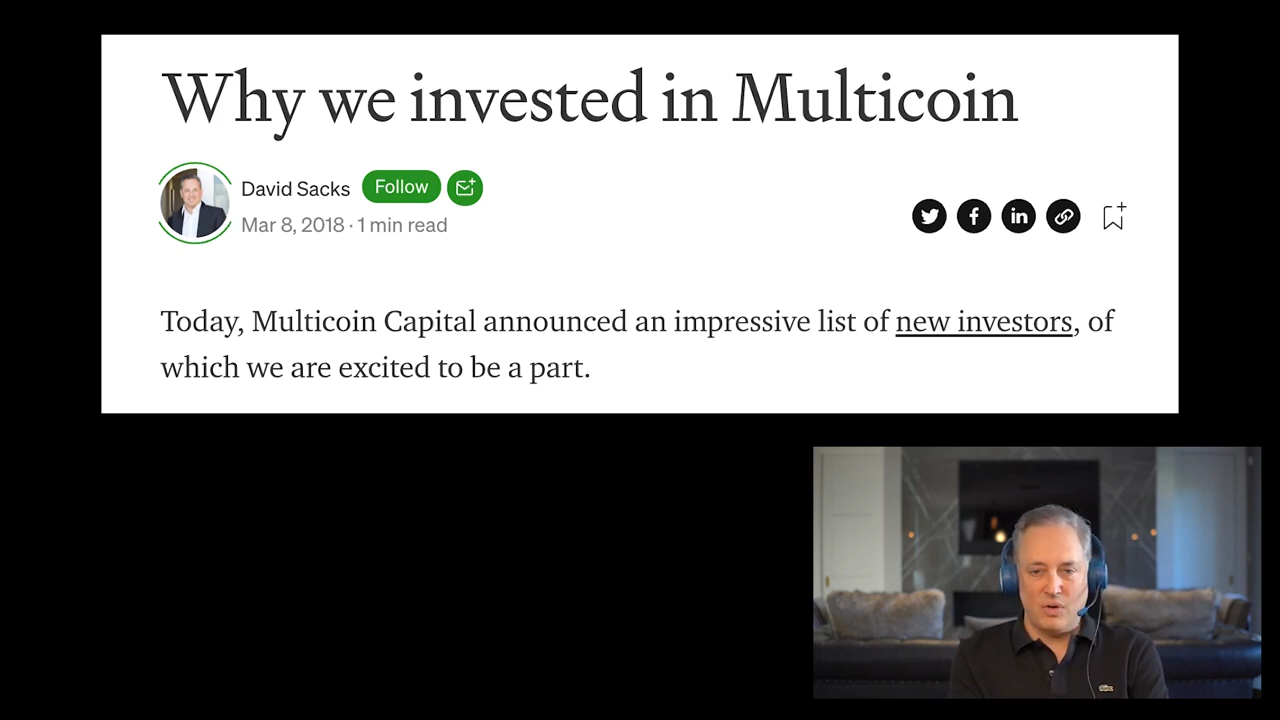 Why we invested in Multicoin
David Sacks Follow
Mar 8, 2018 · 1 min read
Today, Multicoin Capital announced an impressive list of new investors, of
which we are excited to be a part.